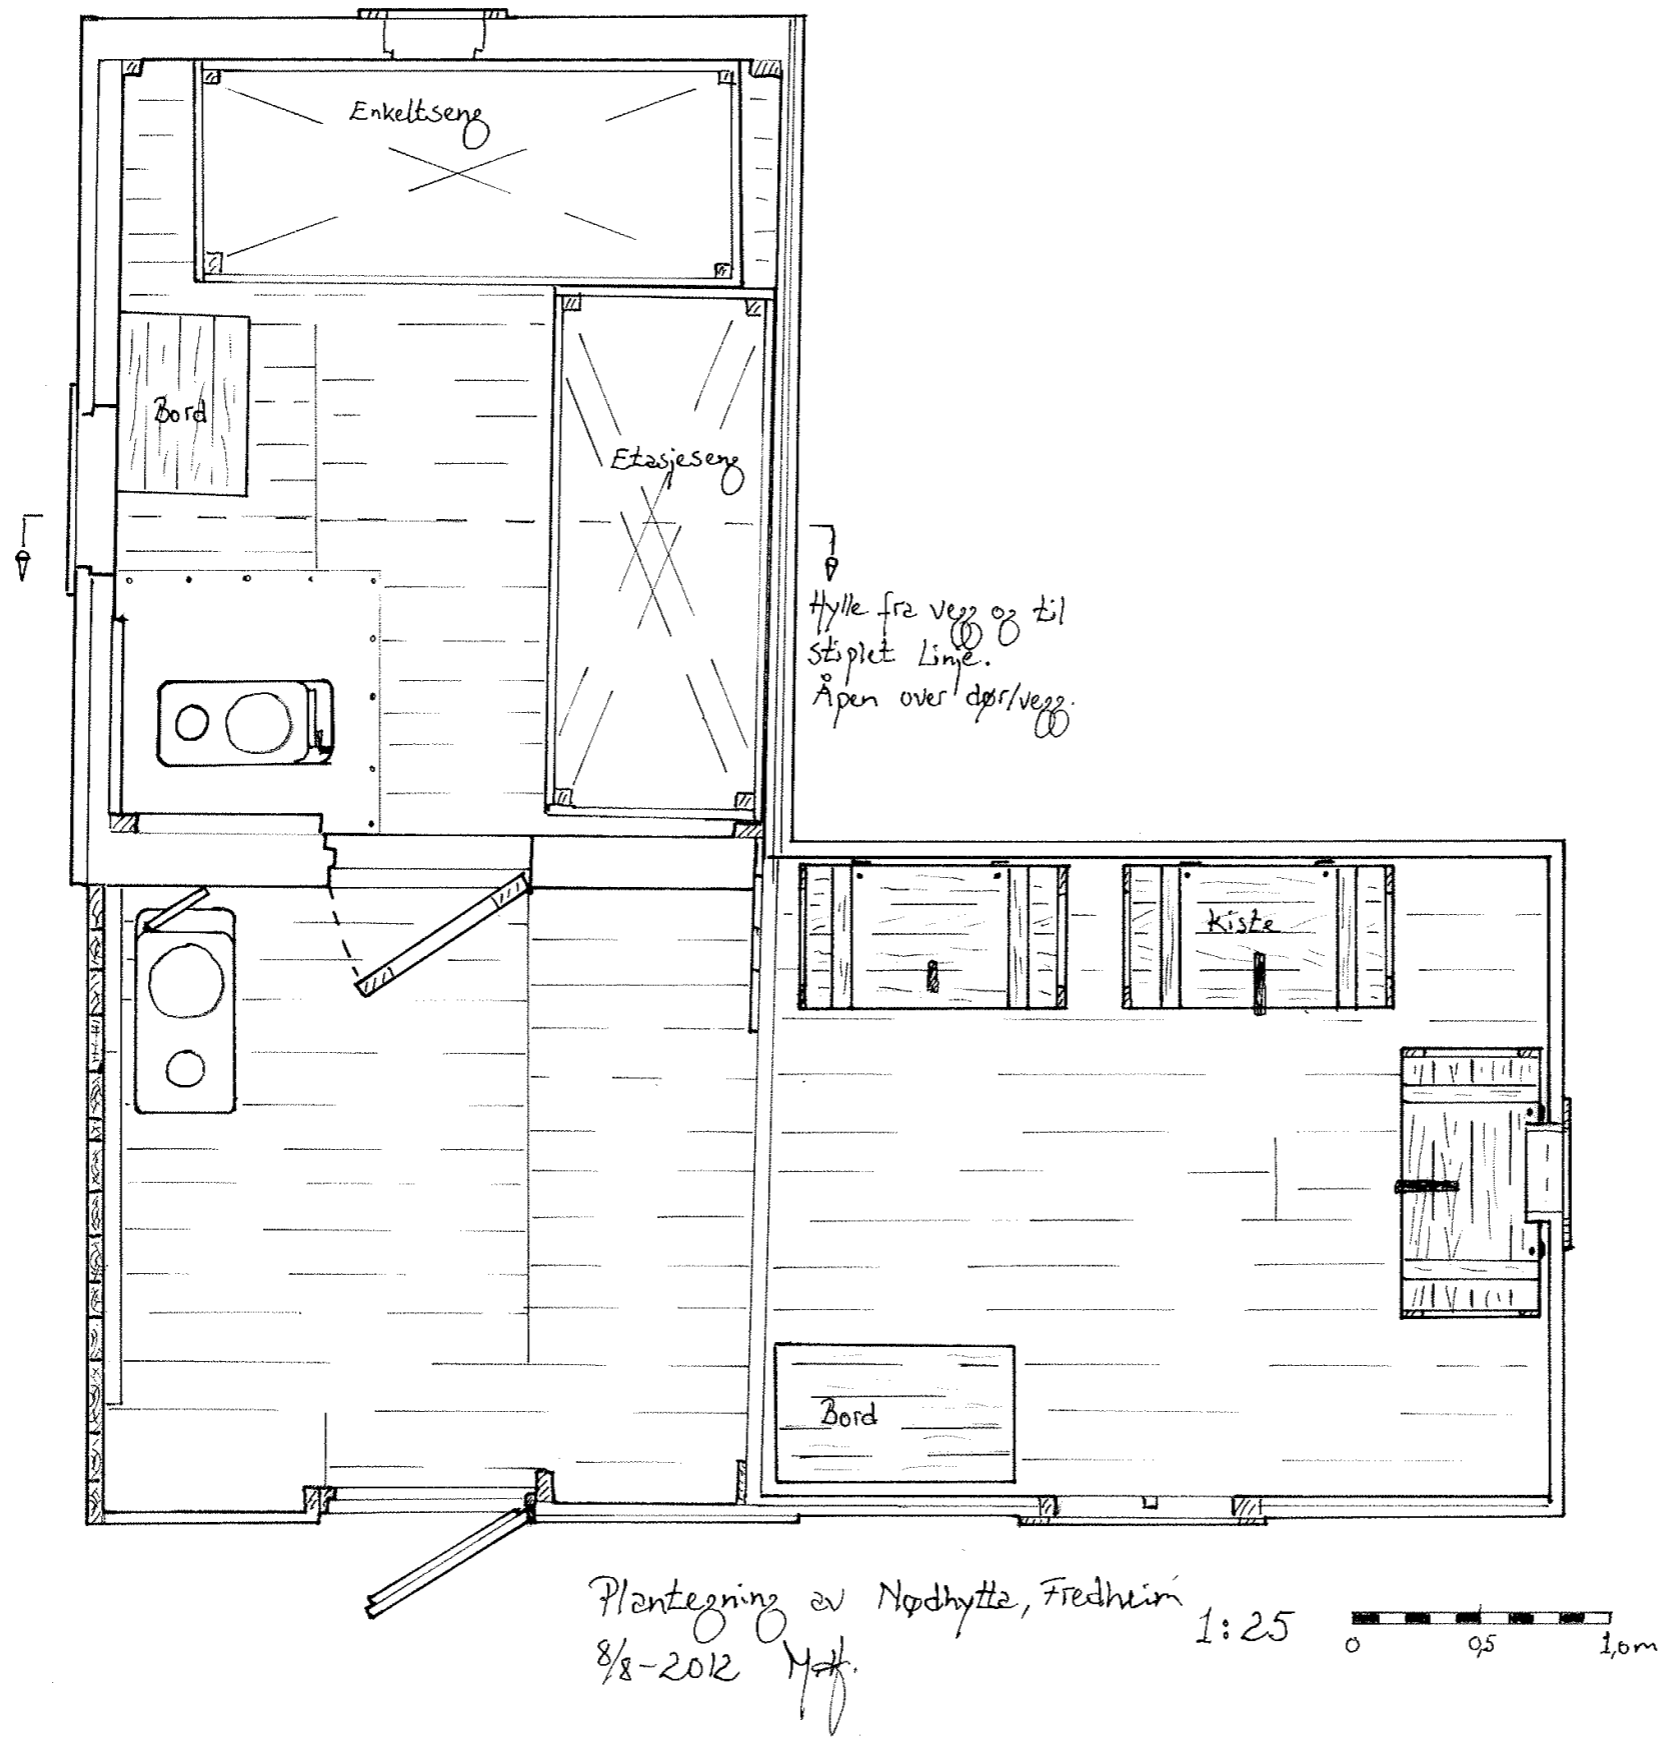 Enkeltseng
Bord
Etasjeseng
Hylle fra vegg og til
stiplet Linje.
Åpen over dør/vegg.
Kiste
Bord
Plantegning av Nødhytta, Fredheim
8/8-2012
1:25
0 0,5 1,0m